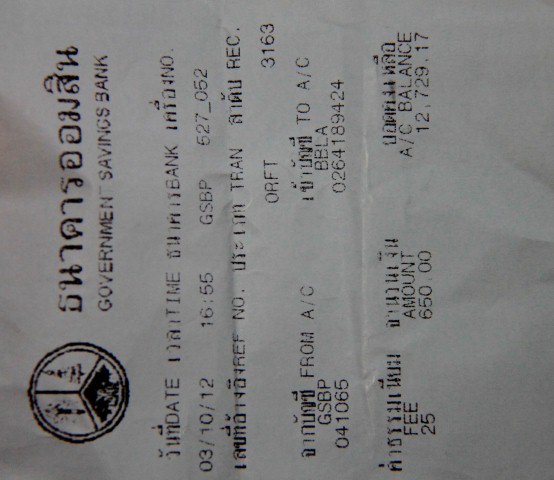 ธนาคารออมสิน
GOVERNMENT SAVINGS BANK
วันที่DATE เวลาTIME ธนาคารBANK เครื่องNO.
03/10/12 16:55 GSBP 527_052
เลขที่อ้างอิงREF NO. ประเภท TRAN ลำดับ REC.
ORFT 3163
จากบัญชี FROM A/C เข้าบัญชี TO A/C
GSBP BBLA
041065 0264189424
ค่าธรรมเนียม จำนวนเงิน ยอดคงเหลือ
FEE AMOUNT A/C BALANCE
25 650.00 12,729.17